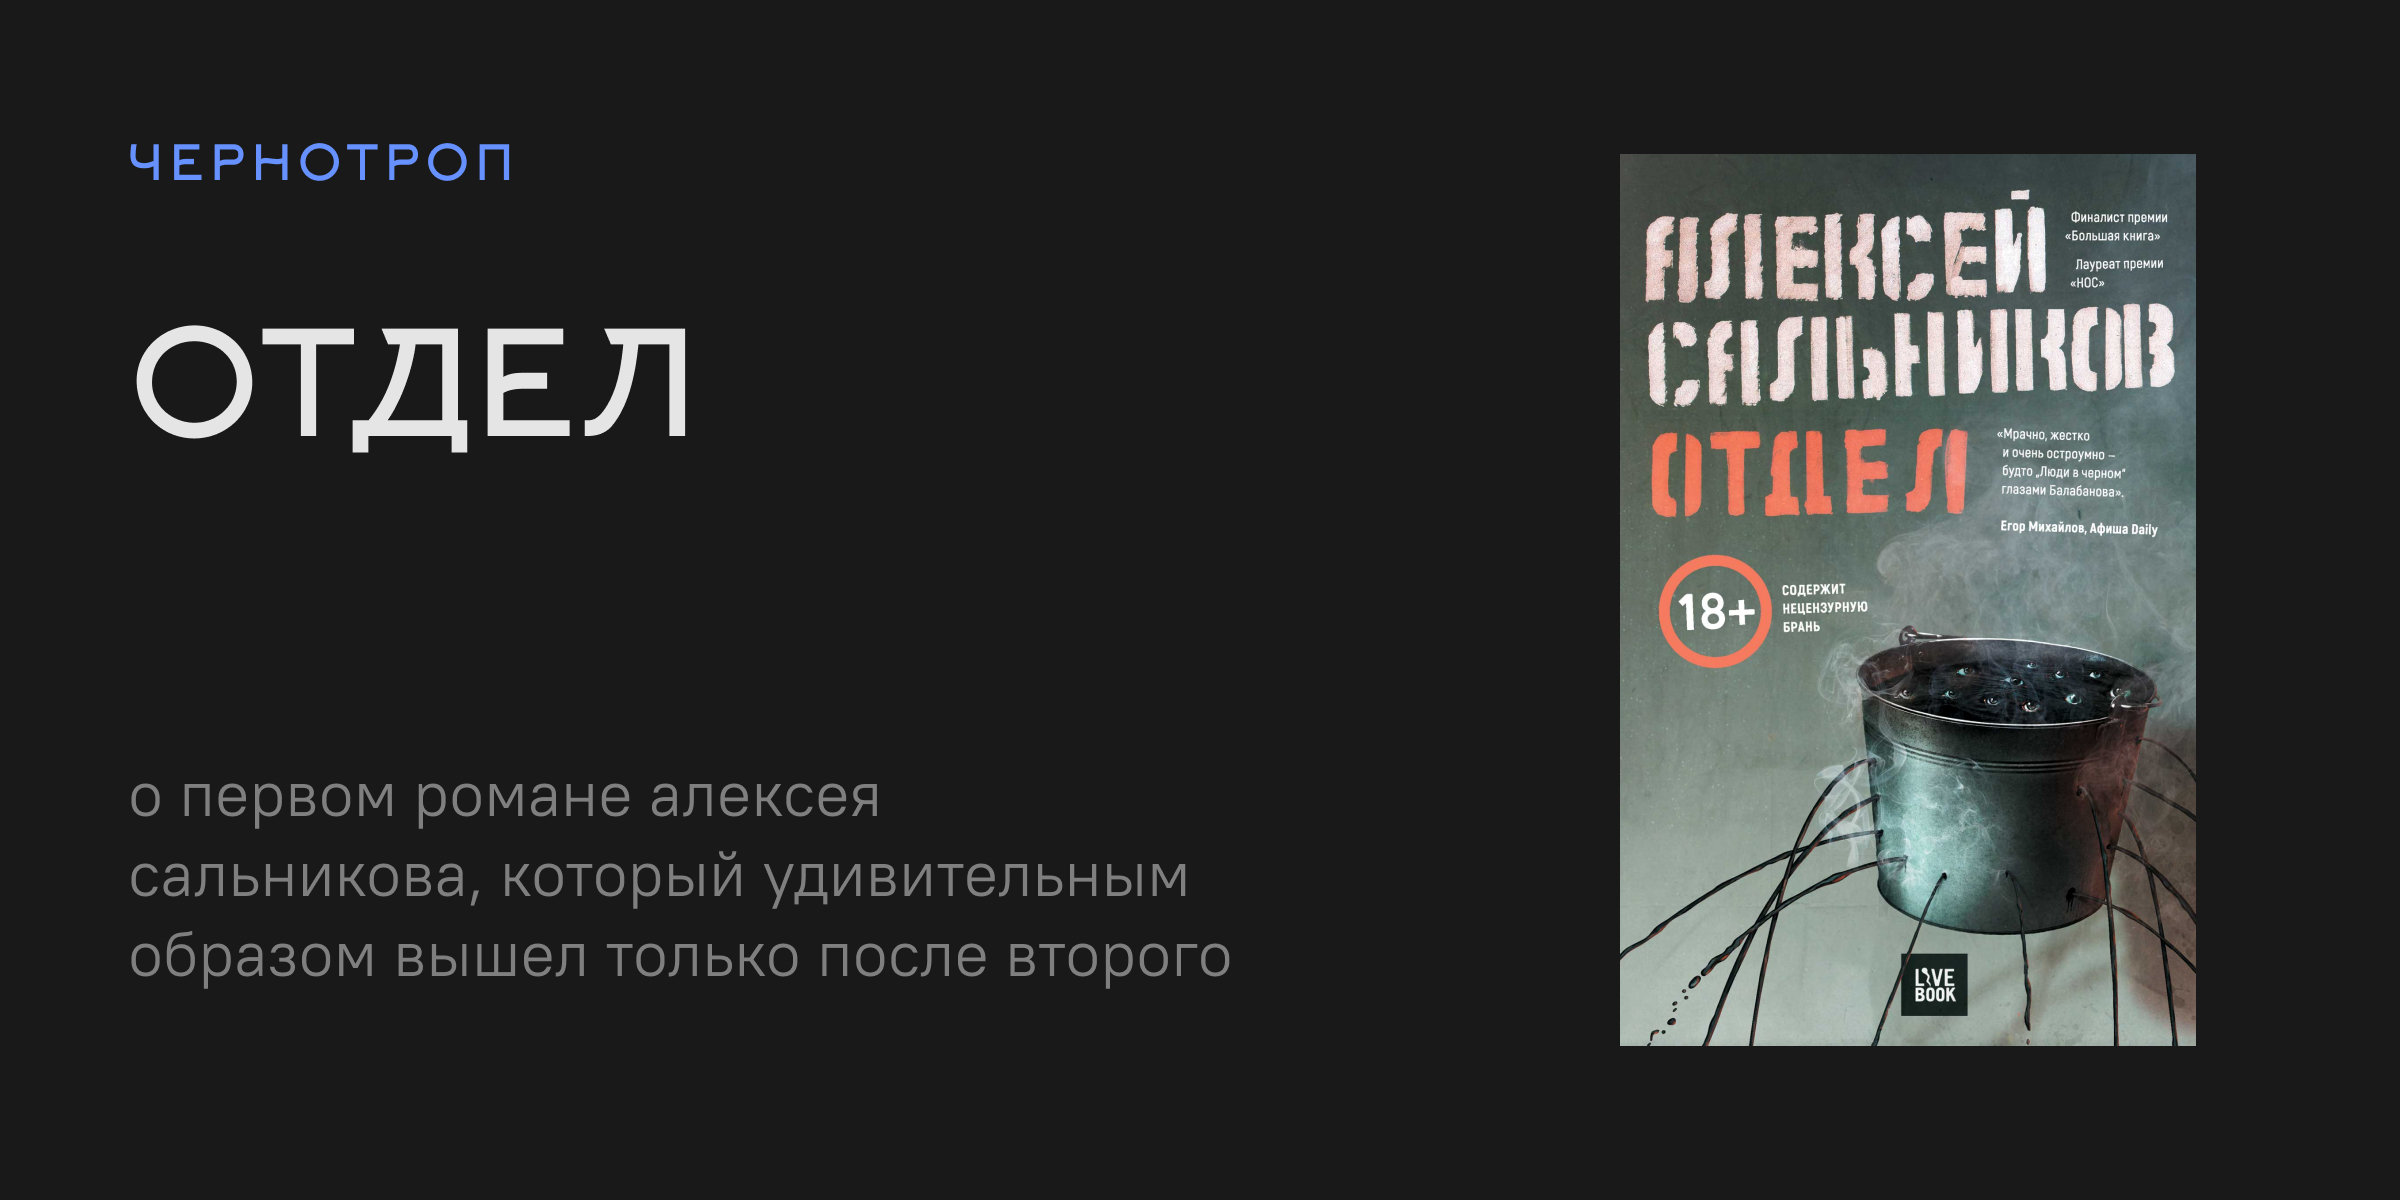 ЧЕРНОТРОП
ОТДЕЛ
о первом романе алексея
сальникова, который удивительным
образом вышел только после второго
АЛЕКСЕЙ
Финалист премии
«Большая книга»
Лауреат премии
«НОС»
САЛЬНИКОВ
ОТДЕЛ
«Мрачно, жестко
и очень остроумно –
будто „Люди в черном“
глазами Балабанова».
Егор Михайлов, Афиша Daily
18+
СОДЕРЖИТ
НЕЦЕНЗУРНУЮ
БРАНЬ
LIVE
BOOK